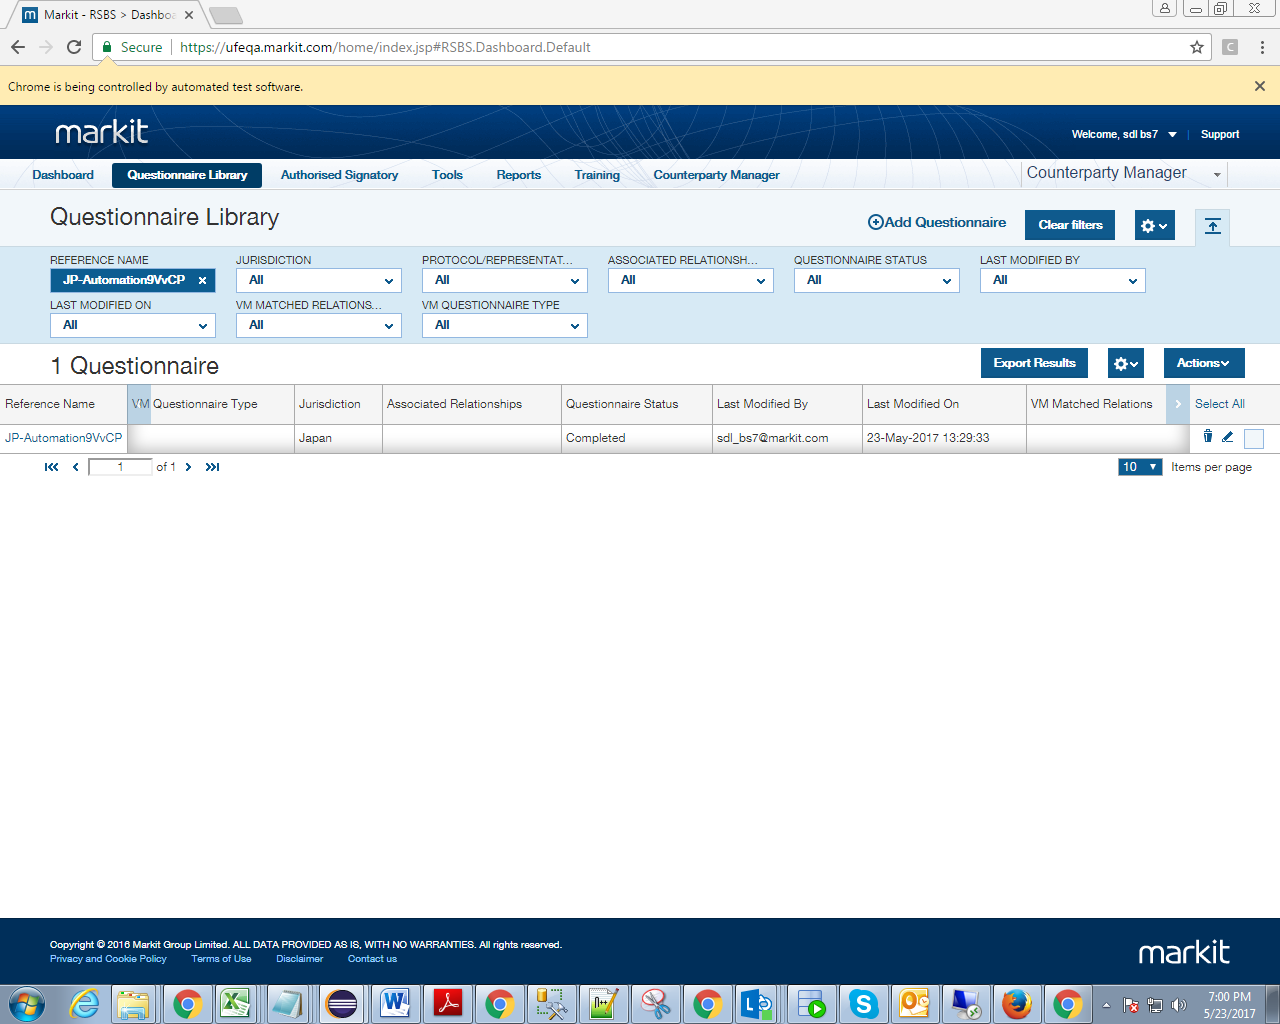 Markit - RSBS > Dashboa
Secure https://ufeqa.markit.com/home/index.jsp#RSBS.Dashboard.Default
Chrome is being controlled by automated test software.
markit
Welcome, sdl bs7 Support
Dashboard Questionnaire Library Authorised Signatory Tools Reports Training Counterparty Manager Counterparty Manager
Questionnaire Library
Add Questionnaire Clear filters
REFERENCE NAME JURISDICTION PROTOCOL/REPRESENTAT... ASSOCIATED RELATIONSH... QUESTIONNAIRE STATUS LAST MODIFIED BY
JP-Automation9VvCP All All All All All
LAST MODIFIED ON VM MATCHED RELATIONS... VM QUESTIONNAIRE TYPE
All All All
1 Questionnaire Export Results Actions
Reference Name VM Questionnaire Type Jurisdiction Associated Relationships Questionnaire Status Last Modified By Last Modified On VM Matched Relations Select All
JP-Automation9VvCP Japan Completed sdl_bs7@markit.com 23-May-2017 13:29:33
1 of 1 10 Items per page
Copyright © 2016 Markit Group Limited. ALL DATA PROVIDED AS IS, WITH NO WARRANTIES. All rights reserved.
Privacy and Cookie Policy Terms of Use Disclaimer Contact us
markit
7:00 PM
5/23/2017